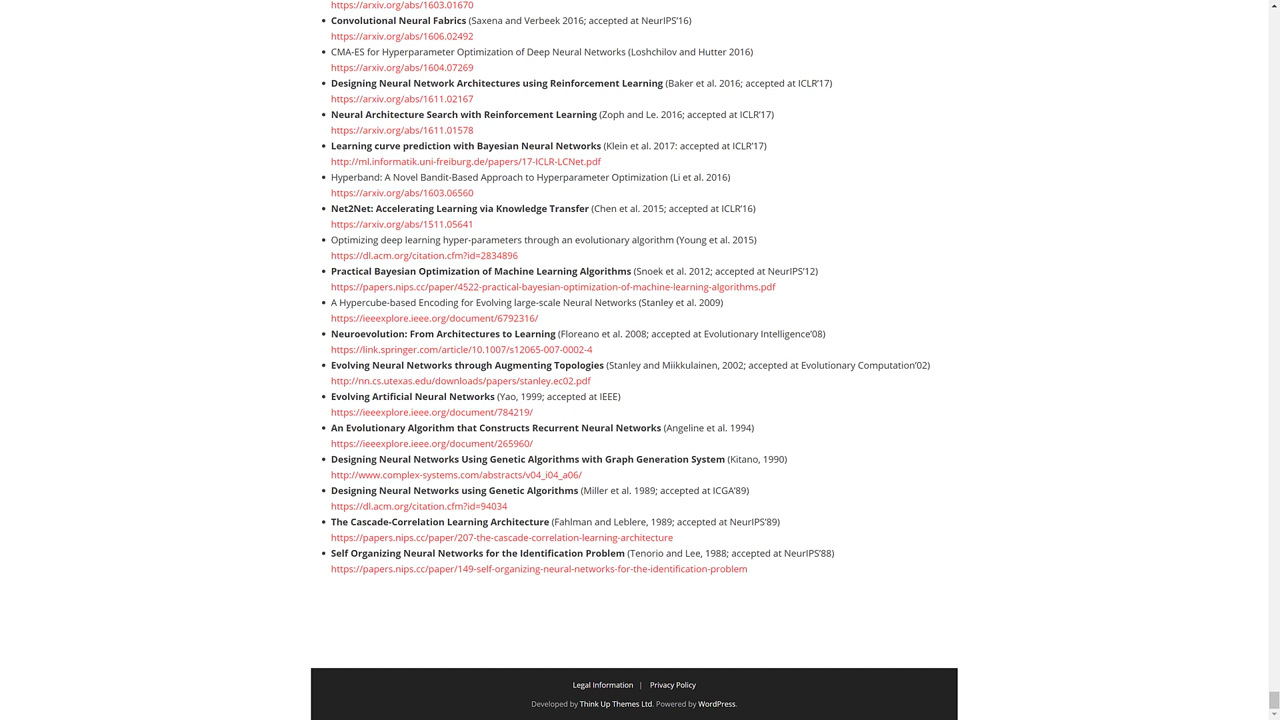 https://arxiv.org/abs/1603.01670
• Convolutional Neural Fabrics (Saxena and Verbeek 2016; accepted at NeurIPS'16)
https://arxiv.org/abs/1606.02492
• CMA-ES for Hyperparameter Optimization of Deep Neural Networks (Loshchilov and Hutter 2016)
https://arxiv.org/abs/1604.07269
• Designing Neural Network Architectures using Reinforcement Learning (Baker et al. 2016; accepted at ICLR'17)
https://arxiv.org/abs/1611.02167
• Neural Architecture Search with Reinforcement Learning (Zoph and Le. 2016; accepted at ICLR'17)
https://arxiv.org/abs/1611.01578
• Learning curve prediction with Bayesian Neural Networks (Klein et al. 2017: accepted at ICLR'17)
http://ml.informatik.uni-freiburg.de/papers/17-ICLR-LCNet.pdf
• Hyperband: A Novel Bandit-Based Approach to Hyperparameter Optimization (Li et al. 2016)
https://arxiv.org/abs/1603.06560
• Net2Net: Accelerating Learning via Knowledge Transfer (Chen et al. 2015; accepted at ICLR'16)
https://arxiv.org/abs/1511.05641
• Optimizing deep learning hyper-parameters through an evolutionary algorithm (Young et al. 2015)
https://dl.acm.org/citation.cfm?id=2834896
• Practical Bayesian Optimization of Machine Learning Algorithms (Snoek et al. 2012; accepted at NeurIPS'12)
https://papers.nips.cc/paper/4522-practical-bayesian-optimization-of-machine-learning-algorithms.pdf
• A Hypercube-based Encoding for Evolving large-scale Neural Networks (Stanley et al. 2009)
https://ieeexplore.ieee.org/document/6792316/
• Neuroevolution: From Architectures to Learning (Floreano et al. 2008; accepted at Evolutionary Intelligence'08)
https://link.springer.com/article/10.1007/s12065-007-0002-4
• Evolving Neural Networks through Augmenting Topologies (Stanley and Miikkulainen, 2002; accepted at Evolutionary Computation'02)
http://nn.cs.utexas.edu/downloads/papers/stanley.ec02.pdf
• Evolving Artificial Neural Networks (Yao, 1999; accepted at IEEE)
https://ieeexplore.ieee.org/document/784219/
• An Evolutionary Algorithm that Constructs Recurrent Neural Networks (Angeline et al. 1994)
https://ieeexplore.ieee.org/document/265960/
• Designing Neural Networks Using Genetic Algorithms with Graph Generation System (Kitano, 1990)
http://www.complex-systems.com/abstracts/v04_i04_a06/
• Designing Neural Networks using Genetic Algorithms (Miller et al. 1989; accepted at ICGA'89)
https://dl.acm.org/citation.cfm?id=94034
• The Cascade-Correlation Learning Architecture (Fahlman and Leblere, 1989; accepted at NeurIPS'89)
https://papers.nips.cc/paper/207-the-cascade-correlation-learning-architecture
• Self Organizing Neural Networks for the Identification Problem (Tenorio and Lee, 1988; accepted at NeurIPS'88)
https://papers.nips.cc/paper/149-self-organizing-neural-networks-for-the-identification-problem
Legal Information | Privacy Policy
Developed by Think Up Themes Ltd. Powered by WordPress.